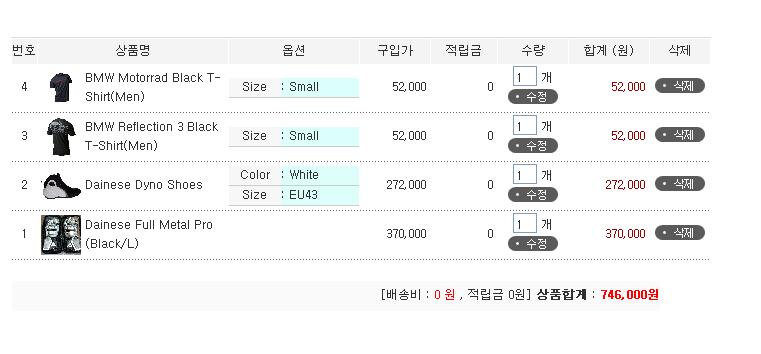 번호 상품명 옵션 구입가 적립금 수량 합계 (원) 삭제
4 BMW Motorrad Black T-Shirt(Men) Size : Small 52,000 0 1 개 수정 52,000 삭제
3 BMW Reflection 3 Black T-Shirt(Men) Size : Small 52,000 0 1 개 수정 52,000 삭제
2 Dainese Dyno Shoes Color : White Size : EU43 272,000 0 1 개 수정 272,000 삭제
1 Dainese Full Metal Pro (Black/L) 370,000 0 1 개 수정 370,000 삭제
[배송비 : 0 원 , 적립금 0원] 상품합계 : 746,000원